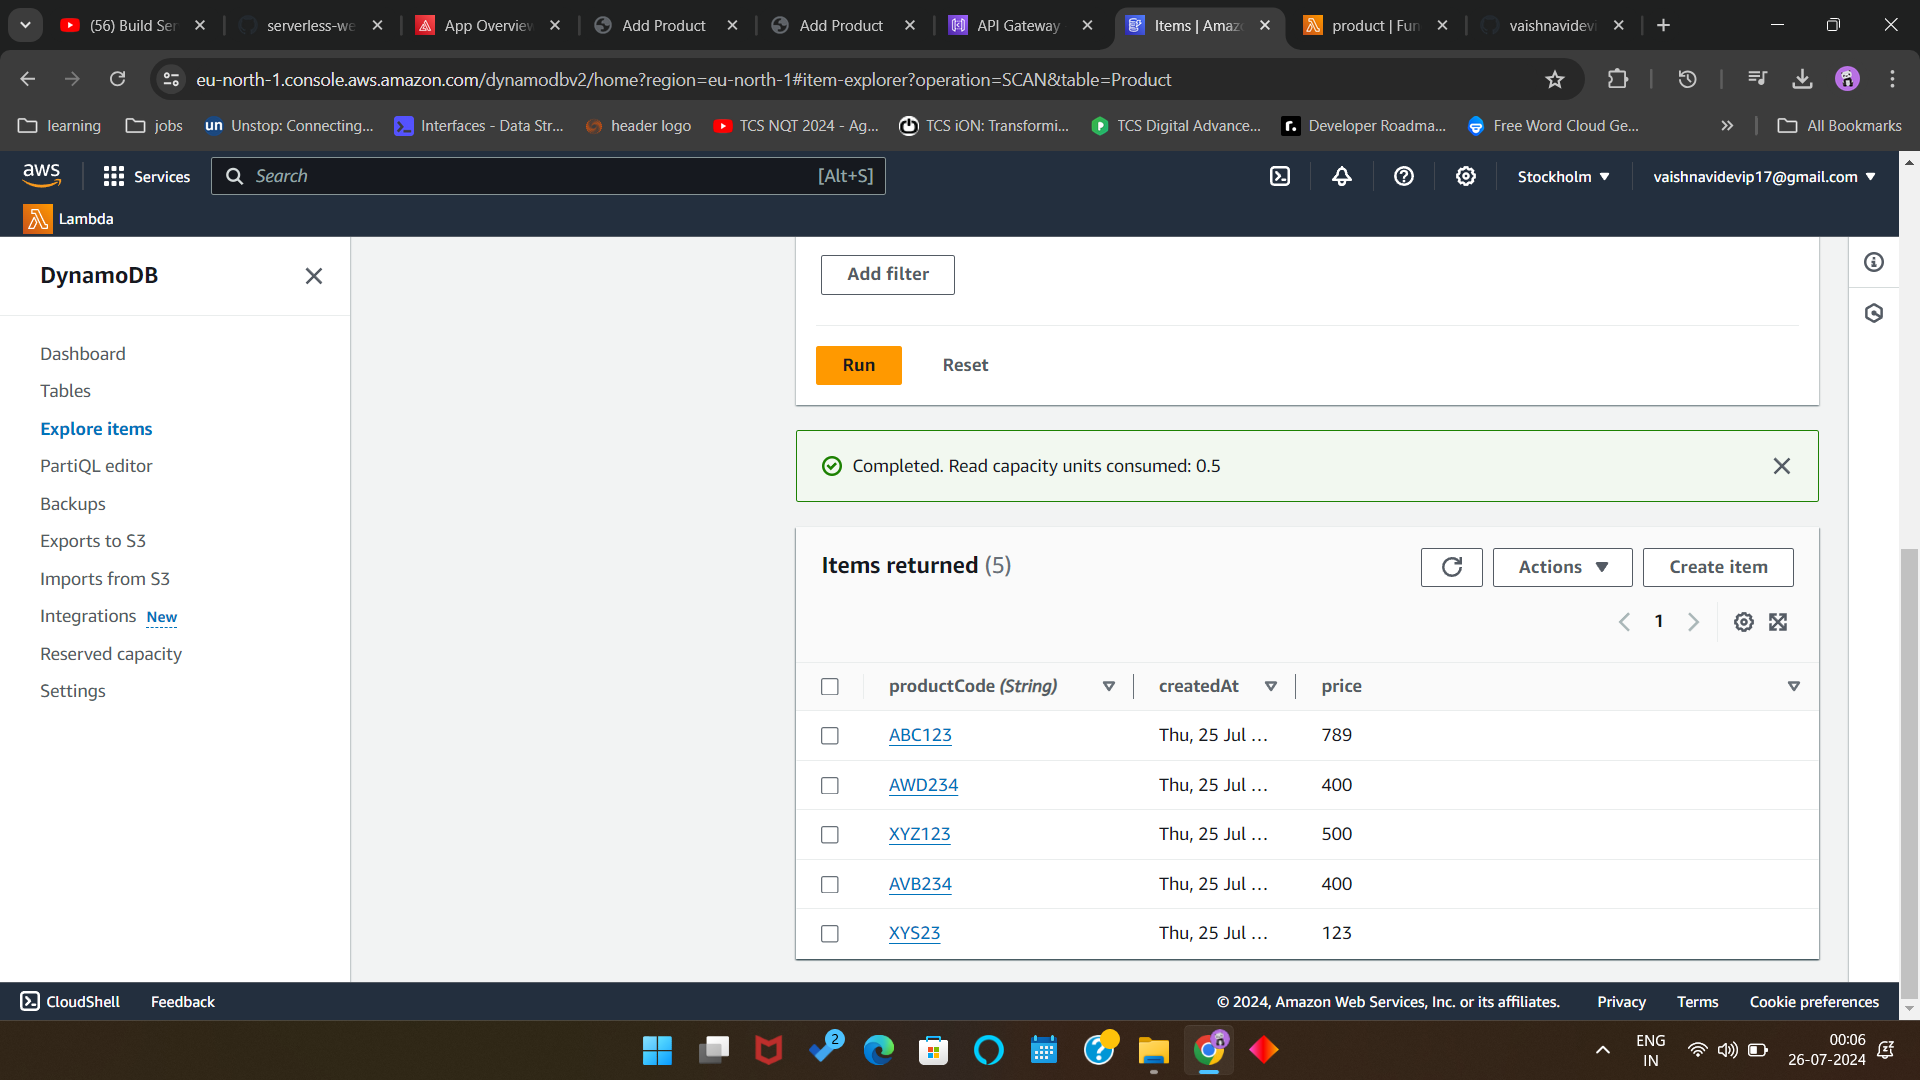 (56) Build Ser
serverless-we
App Overview
Add Product
Add Product
API Gateway
Items | Amaz
product | Fun
vaishnavidevi
eu-north-1.console.aws.amazon.com/dynamodbv2/home?region=eu-north-1#item-explorer?operation=SCAN&table=Product
learning
jobs
un Unstop: Connecting...
Interfaces - Data Str...
header logo
TCS NQT 2024 - Ag...
TCS iON: Transformi...
TCS Digital Advance...
r. Developer Roadma...
Free Word Cloud Ge...
All Bookmarks
aws
Services
Search
[Alt+S]
Stockholm
vaishnavidevip17@gmail.com
Lambda
DynamoDB
Dashboard
Tables
Explore items
PartiQL editor
Backups
Exports to S3
Imports from S3
Integrations New
Reserved capacity
Settings
Add filter
Run
Reset
Completed. Read capacity units consumed: 0.5
Items returned (5)
Actions
Create item
1
productCode (String) createdAt price
ABC123 Thu, 25 Jul … 789
AWD234 Thu, 25 Jul … 400
XYZ123 Thu, 25 Jul … 500
AVB234 Thu, 25 Jul … 400
XYS23 Thu, 25 Jul … 123
CloudShell
Feedback
© 2024, Amazon Web Services, Inc. or its affiliates.
Privacy
Terms
Cookie preferences
2
ENG
IN
00:06
26-07-2024